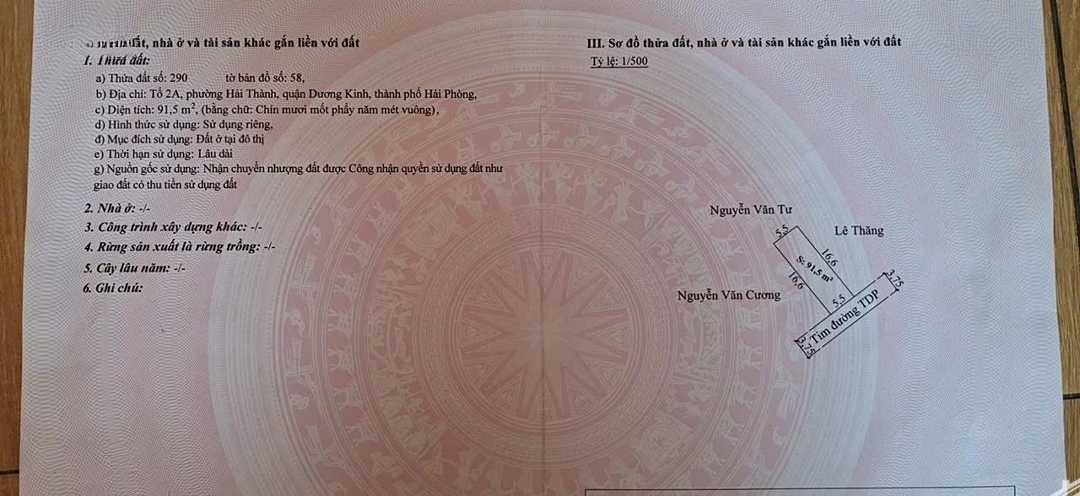 đất, nhà ở và tài sản khác gắn liền với đất
1. Thửa đất:
a) Thửa đất số: 290 tờ bản đồ số: 58,
b) Địa chỉ: Tổ 2A, phường Hải Thành, quận Dương Kinh, thành phố Hải Phòng,
c) Diện tích: 91,5 m², (bằng chữ: Chín mươi mốt phẩy năm mét vuông),
d) Hình thức sử dụng: Sử dụng riêng,
đ) Mục đích sử dụng: Đất ở tại đô thị
e) Thời hạn sử dụng: Lâu dài
g) Nguồn gốc sử dụng: Nhận chuyển nhượng đất được Công nhận quyền sử dụng đất như
giao đất có thu tiền sử dụng đất
2. Nhà ở: -/-
3. Công trình xây dựng khác: -/-
4. Rừng sản xuất là rừng trồng: -/-
5. Cây lâu năm: -/-
6. Ghi chú:
III. Sơ đồ thửa đất, nhà ở và tài sản khác gắn liền với đất
Tỷ lệ: 1/500
Nguyễn Văn Tư
5,5
Lê Thăng
16,6
S: 91,5 m²
16,6
3,75
Nguyễn Văn Cương
5,5
Tim đường TDP
3,75